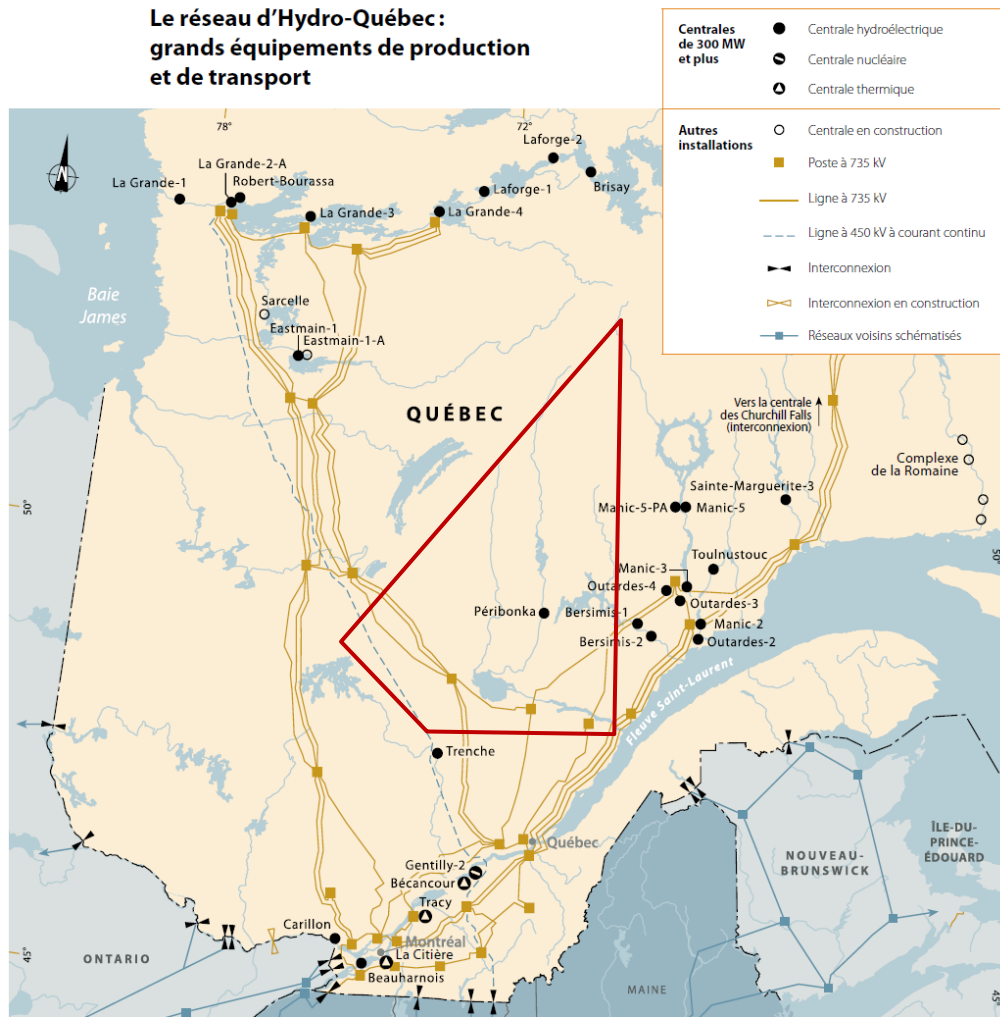 Le réseau d'Hydro-Québec :
grands équipements de production
et de transport
Centrales
de 300 MW
et plus
Centrale hydroélectrique
Centrale nucléaire
Centrale thermique
Autres
installations
Centrale en construction
Poste à 735 kV
Ligne à 735 kV
Ligne à 450 kV à courant continu
Interconnexion
Interconnexion en construction
Réseaux voisins schématisés
78°
72°
N
Laforge-2
La Grande-2-A
Robert-Bourassa
La Grande-1
Laforge-1
Brisay
La Grande-3
La Grande-4
Baie
James
Sarcelle
Eastmain-1
Eastmain-1-A
QUÉBEC
Vers la centrale
des Churchill Falls
(interconnexion)
Complexe
de la Romaine
Sainte-Marguerite-3
50°
Manic-5-PA
Manic-5
Toulnustouc
50°
Manic-3
Outardes-4
Outardes-3
Péribonka
Bersimis-1
Manic-2
Bersimis-2
Outardes-2
Fleuve Saint-Laurent
Trenche
Québec
Gentilly-2
Bécancour
Tracy
Carillon
Montréal
La Citière
Beauharnois
45°
ONTARIO
MAINE
NOUVEAU-
BRUNSWICK
ÎLE-DU-
PRINCE-
ÉDOUARD
45°